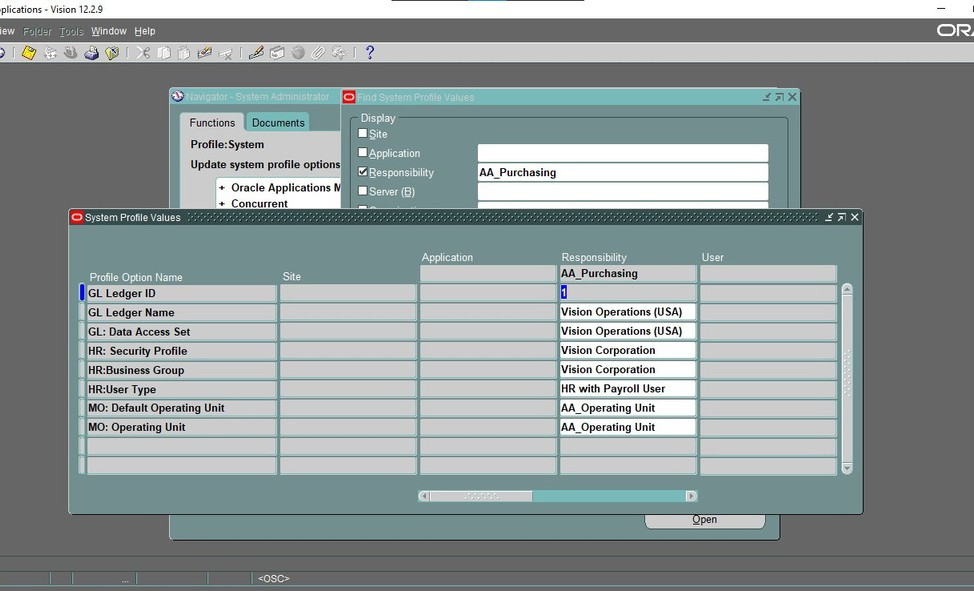 plications - Vision 12.2.9
iew Folder Tools Window Help
ORA
?
Navigator - System Administrator
Find System Profile Values
Functions
Documents
Profile:System
Update system profile options
+ Oracle Applications M
+ Concurrent
Display
Site
Application
Responsibility AA_Purchasing
Server (B)
System Profile Values
Profile Option Name Site Application Responsibility User
AA_Purchasing
GL Ledger ID 1
GL Ledger Name Vision Operations (USA)
GL: Data Access Set Vision Operations (USA)
HR: Security Profile Vision Corporation
HR:Business Group Vision Corporation
HR:User Type HR with Payroll User
MO: Default Operating Unit AA_Operating Unit
MO: Operating Unit AA_Operating Unit
Open
... <OSC>